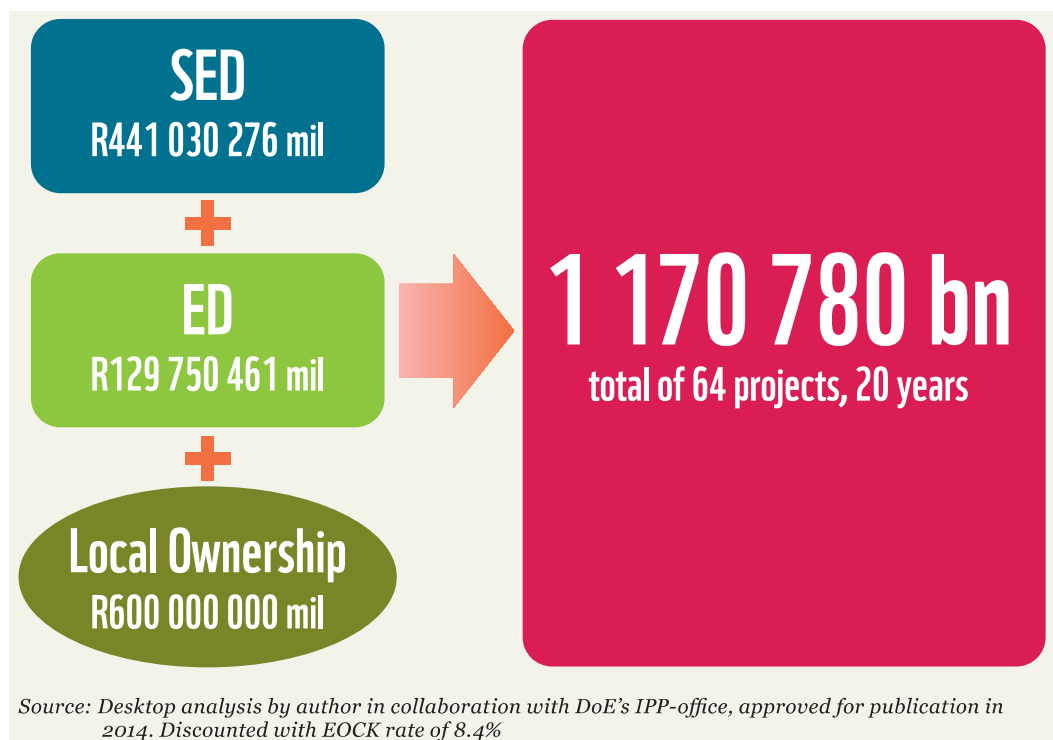 SED
R441 030 276 mil
ED
R129 750 461 mil
Local Ownership
R600 000 000 mil
1 170 780 bn
total of 64 projects, 20 years
Source: Desktop analysis by author in collaboration with DoE's IPP-office, approved for publication in
2014. Discounted with EOCK rate of 8.4%